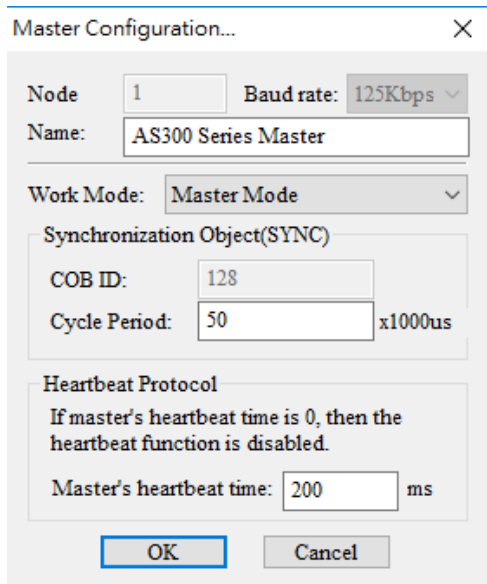 Master Configuration...
Node 1 Baud rate: 125Kbps
Name: AS300 Series Master
Work Mode: Master Mode
Synchronization Object(SYNC)
COB ID: 128
Cycle Period: 50 x1000us
Heartbeat Protocol
If master's heartbeat time is 0, then the
heartbeat function is disabled.
Master's heartbeat time: 200 ms
OK Cancel